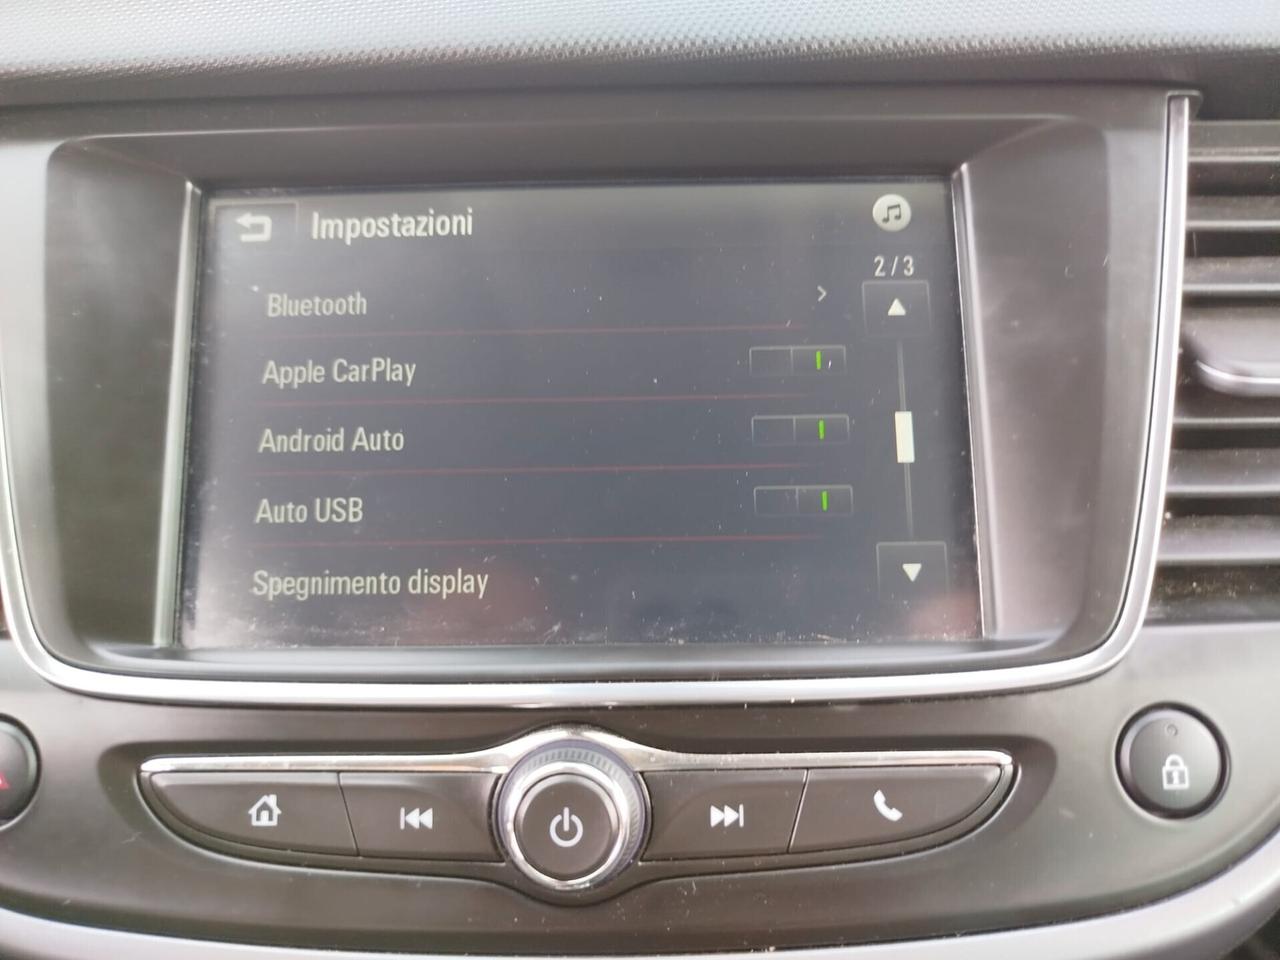 Impostazioni
2/3
Bluetooth
Apple CarPlay
Android Auto
Auto USB
Spegnimento display